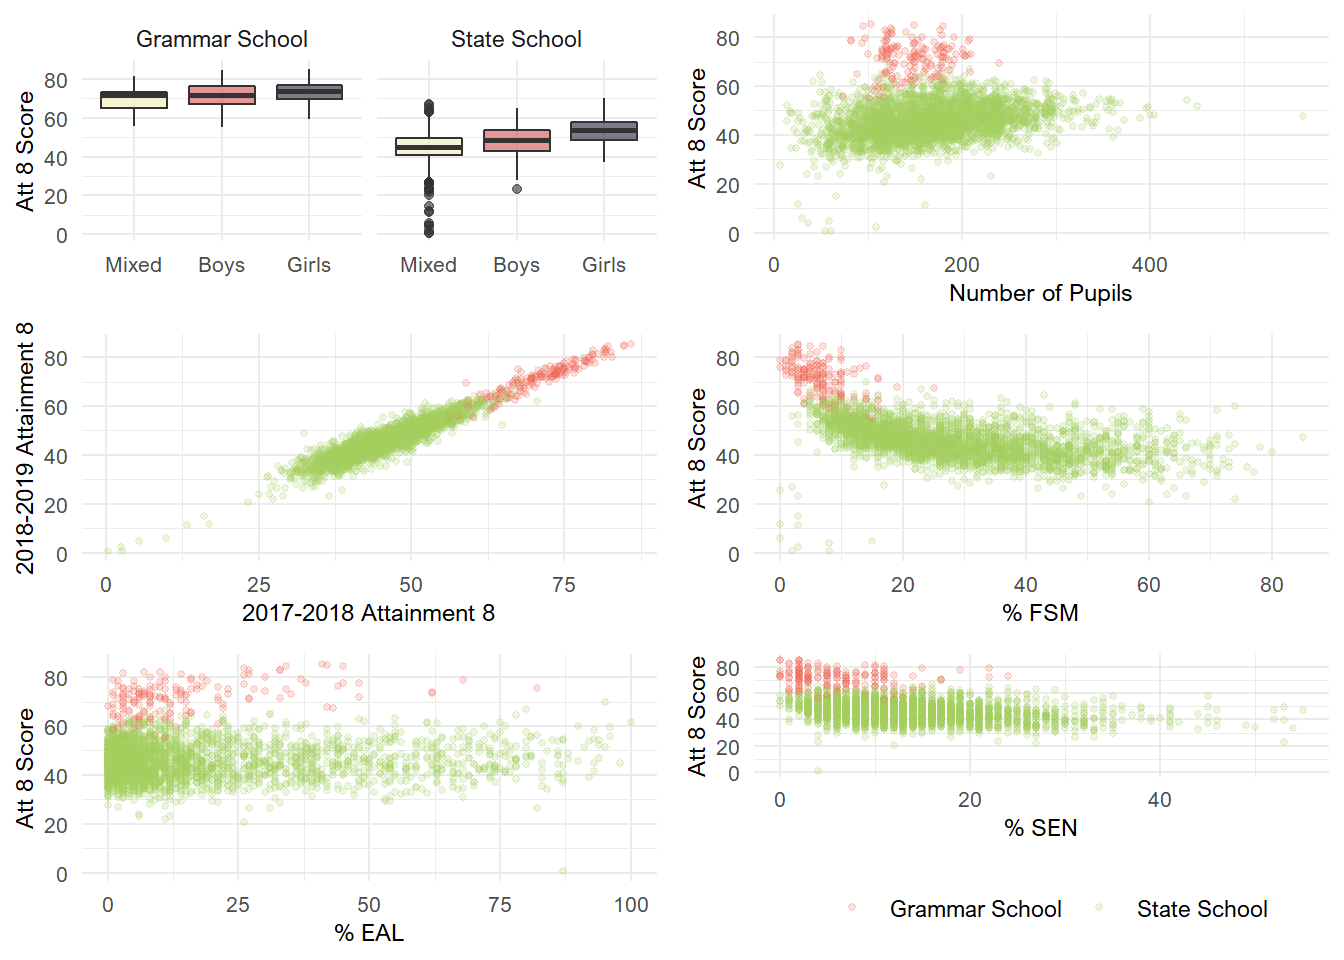 Grammar School State School
Att 8 Score
80
60
40
20
0
Mixed Boys Girls Mixed Boys Girls
Att 8 Score
80
60
40
20
0
0 200 400
Number of Pupils
2018-2019 Attainment 8
80
60
40
20
0
0 25 50 75
2017-2018 Attainment 8
Att 8 Score
80
60
40
20
0
0 20 40 60 80
% FSM
Att 8 Score
80
60
40
20
0
0 25 50 75 100
% EAL
Att 8 Score
80
60
40
20
0
0 20 40
% SEN
Grammar School State School